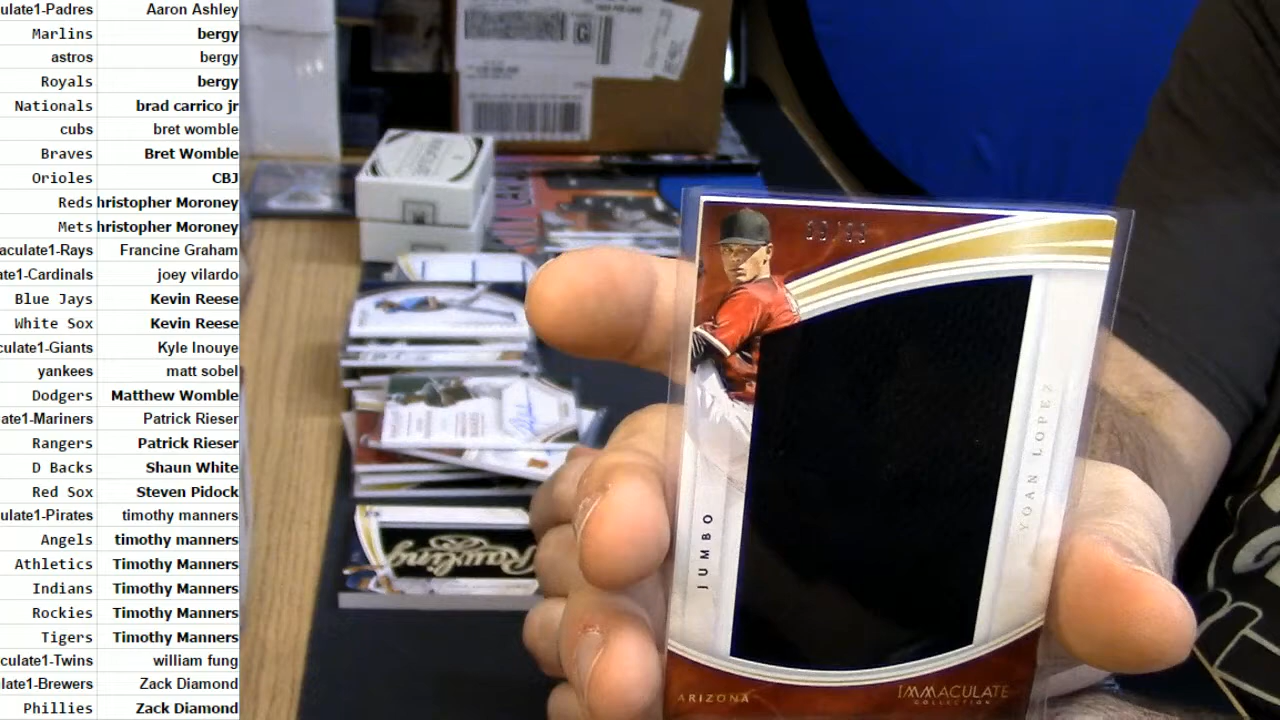 ulate1-Padres Aaron Ashley
Marlins bergy
astros bergy
Royals bergy
Nationals brad carrico jr
cubs bret womble
Braves Bret Womble
Orioles CBJ
Reds hristopher Moroney
Mets hristopher Moroney
aculate1-Rays Francine Graham
ate1-Cardinals joey vilardo
Blue Jays Kevin Reese
White Sox Kevin Reese
culate1-Giants Kyle Inouye
yankees matt sobel
Dodgers Matthew Womble
ate1-Mariners Patrick Rieser
Rangers Patrick Rieser
D Backs Shaun White
Red Sox Steven Pidock
ulate1-Pirates timothy manners
Angels timothy manners
Athletics Timothy Manners
Indians Timothy Manners
Rockies Timothy Manners
Tigers Timothy Manners
culate1-Twins william fung
late1-Brewers Zack Diamond
Phillies Zack Diamond
G
Rawling
JUMBO
YOAN LOPEZ
ARIZONA
IMMACULATE
COLLECTION